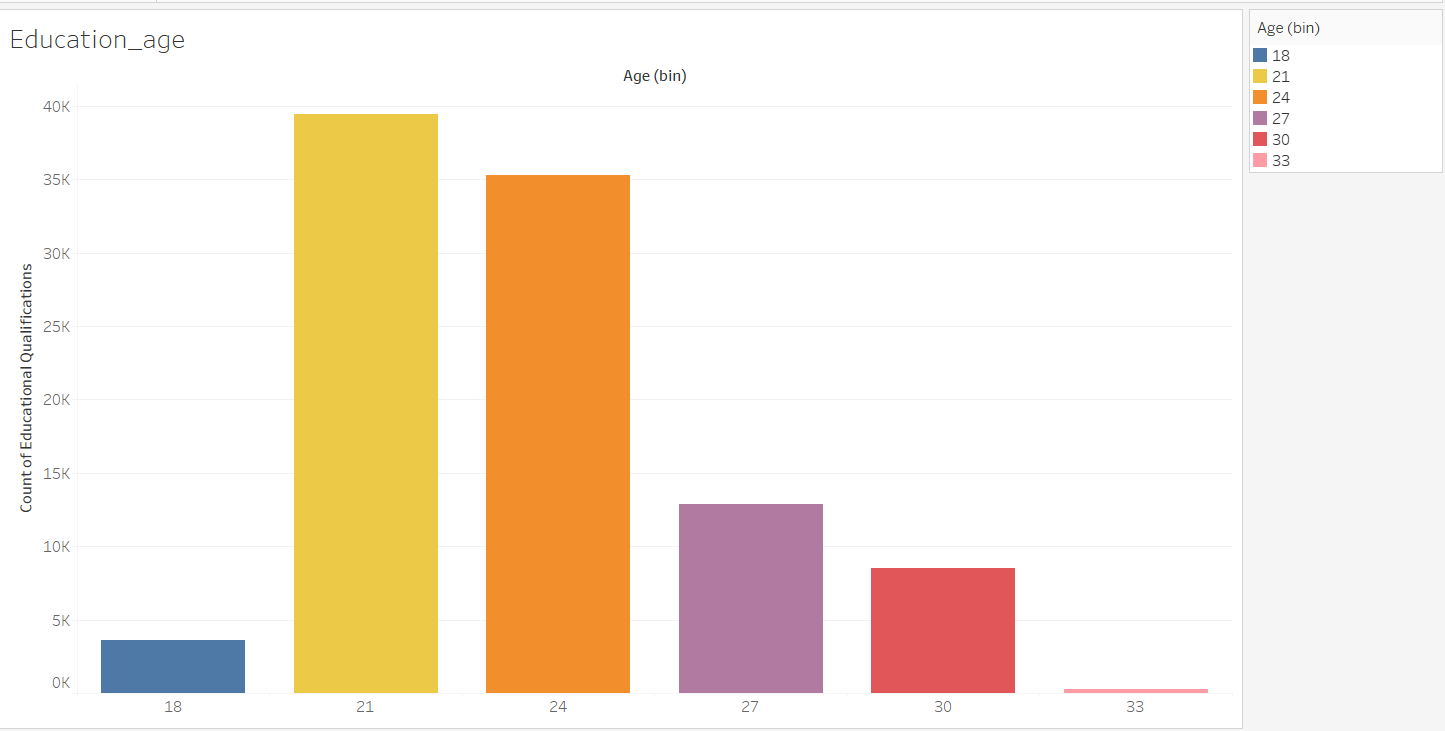 Education_age
Age (bin)
40K
35K
30K
25K
20K
15K
10K
5K
0K
Count of Educational Qualifications
18
21
24
27
30
33
Age (bin)
18
21
24
27
30
33